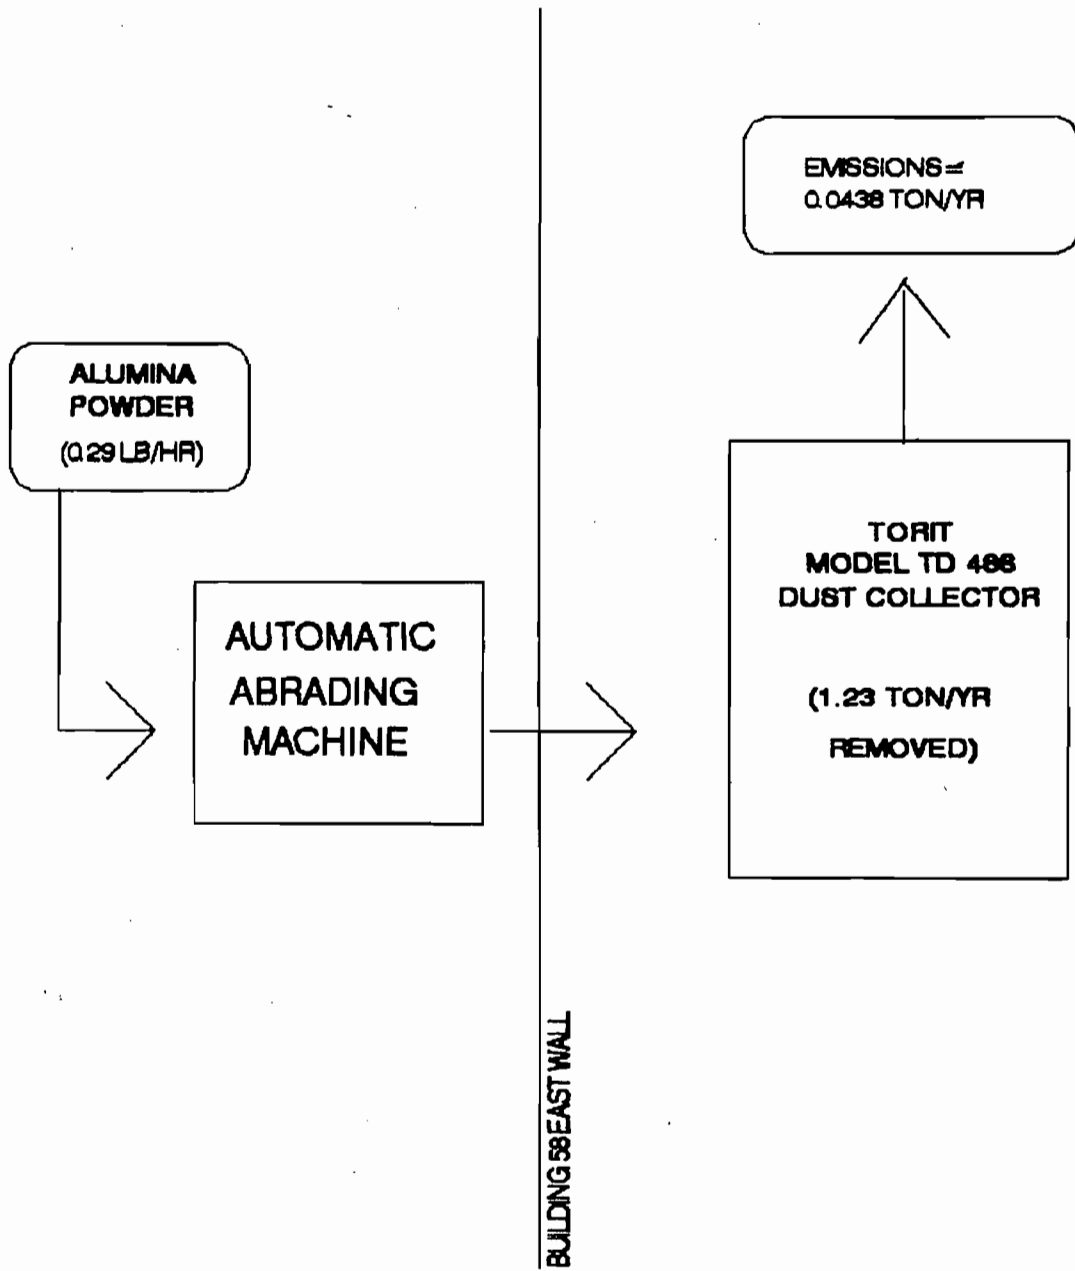 EMISSIONS=
0.0438 TON/YR
ALUMINA
POWDER
(0.29 LB/HR)
AUTOMATIC
ABRADING
MACHINE
TORIT
MODEL TD 486
DUST COLLECTOR
(1.23 TON/YR
REMOVED)
BUILDING 58 EAST WALL